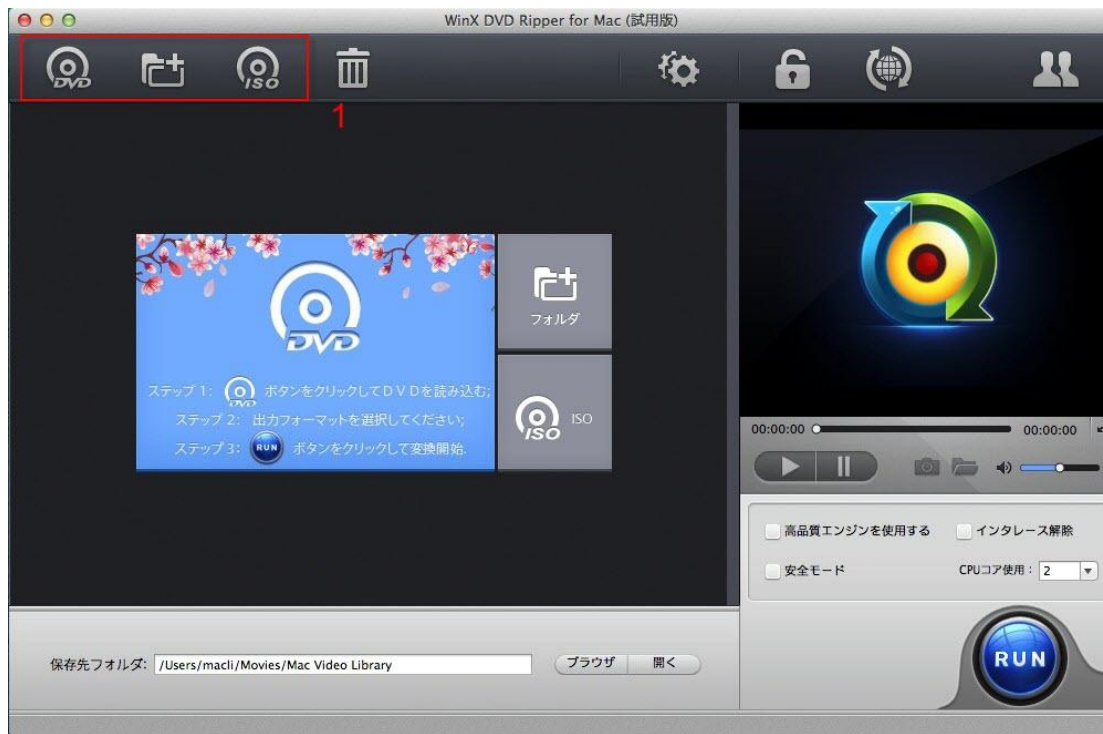 WinX DVD Ripper for Mac (試用版)
DVD
ISO
1
DVD
ステップ 1: DVD ボタンをクリックしてＤＶＤを読み込む;
ステップ 2: 出力フォーマットを選択してください;
ステップ 3: RUN ボタンをクリックして変換開始.
フォルダ
ISO ISO
00:00:00 00:00:00
高品質エンジンを使用する インタレース解除
安全モード CPUコア使用： 2
保存先フォルダ: /Users/macli/Movies/Mac Video Library ブラウザ 開く
RUN